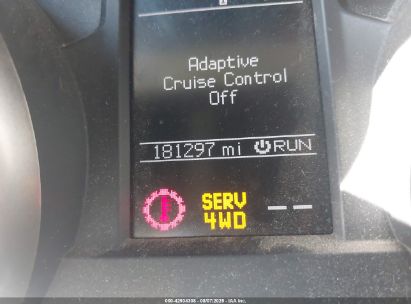 Adaptive
Cruise Control
Off
181297 mi RUN
SERV
4WD